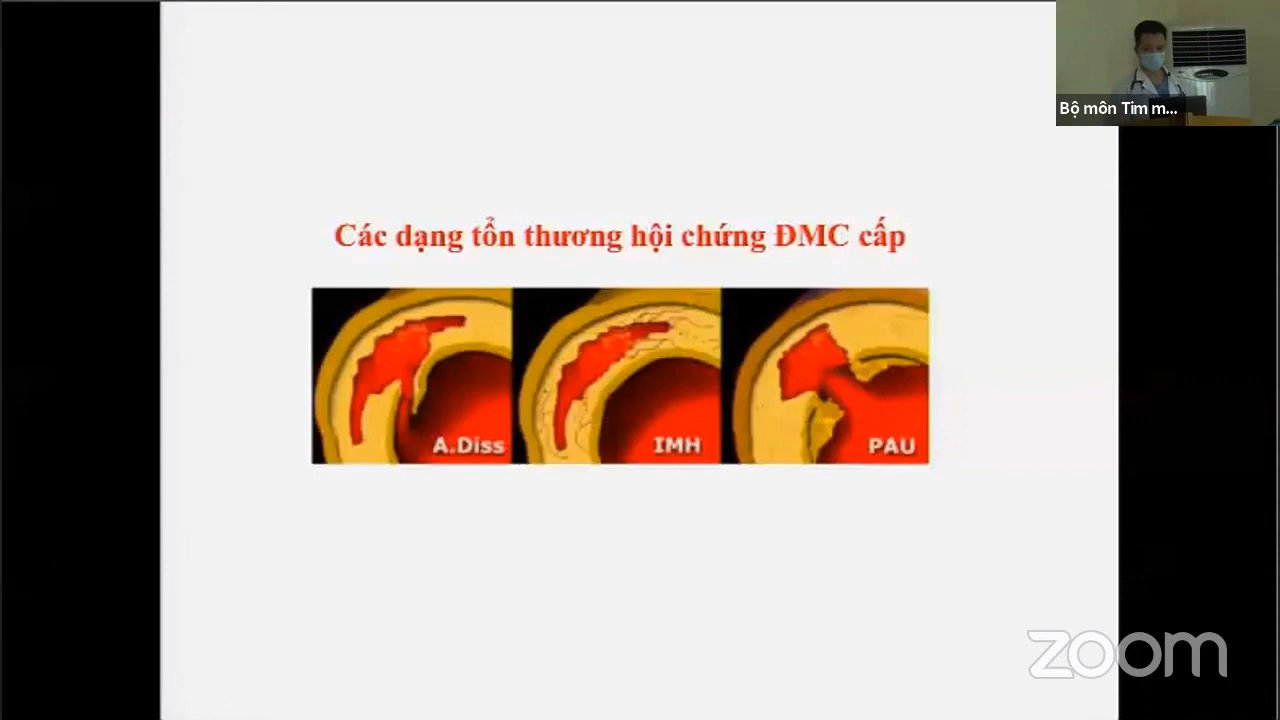 Bộ môn Tim m...
Các dạng tổn thương hội chứng ĐMC cấp
A.Diss
IMH
PAU
zoom